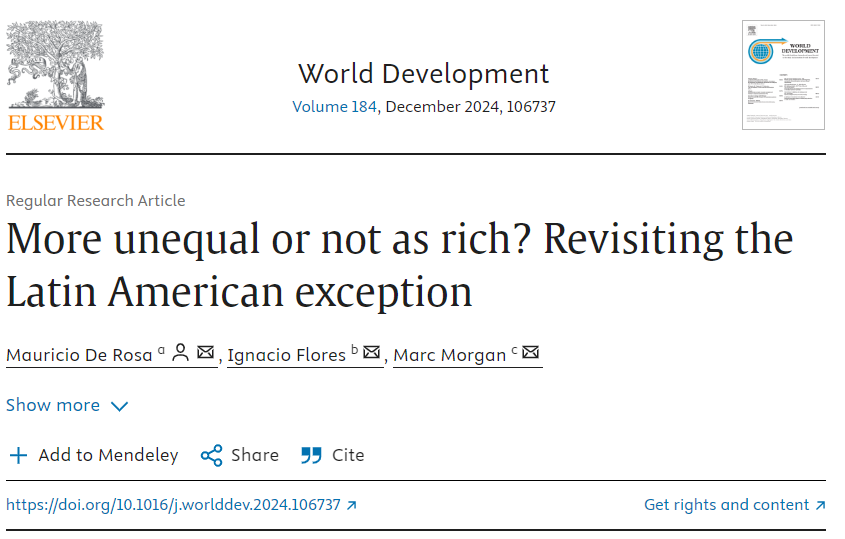 World Development
Volume 184, December 2024, 106737
ELSEVIER
WORLD
DEVELOPMENT
Regular Research Article
More unequal or not as rich? Revisiting the
Latin American exception
Mauricio De Rosa a, Ignacio Flores b, Marc Morgan c
Show more
Add to Mendeley Share Cite
https://doi.org/10.1016/j.worlddev.2024.106737 Get rights and content